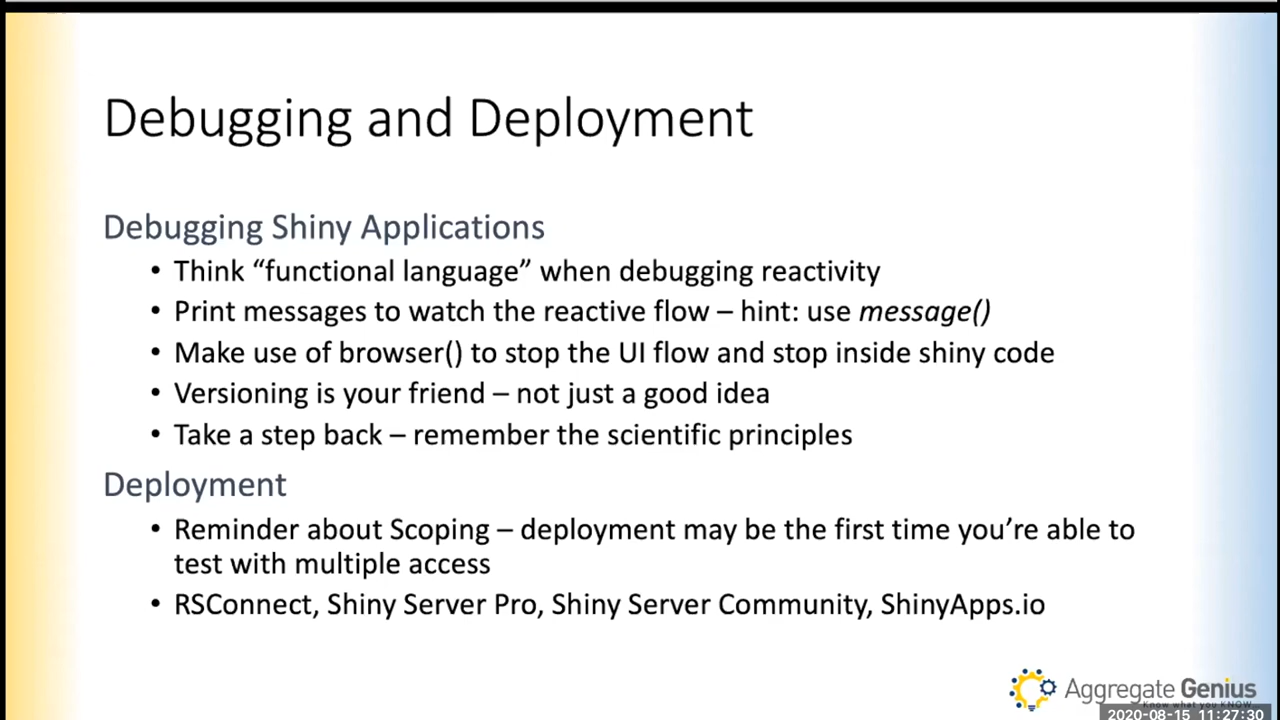 Debugging and Deployment
Debugging Shiny Applications
• Think “functional language” when debugging reactivity
• Print messages to watch the reactive flow – hint: use message()
• Make use of browser() to stop the UI flow and stop inside shiny code
• Versioning is your friend – not just a good idea
• Take a step back – remember the scientific principles
Deployment
• Reminder about Scoping – deployment may be the first time you’re able to
test with multiple access
• RSConnect, Shiny Server Pro, Shiny Server Community, ShinyApps.io
Aggregate Genius
Know what you KNOW
2020-08-15 11:27:30